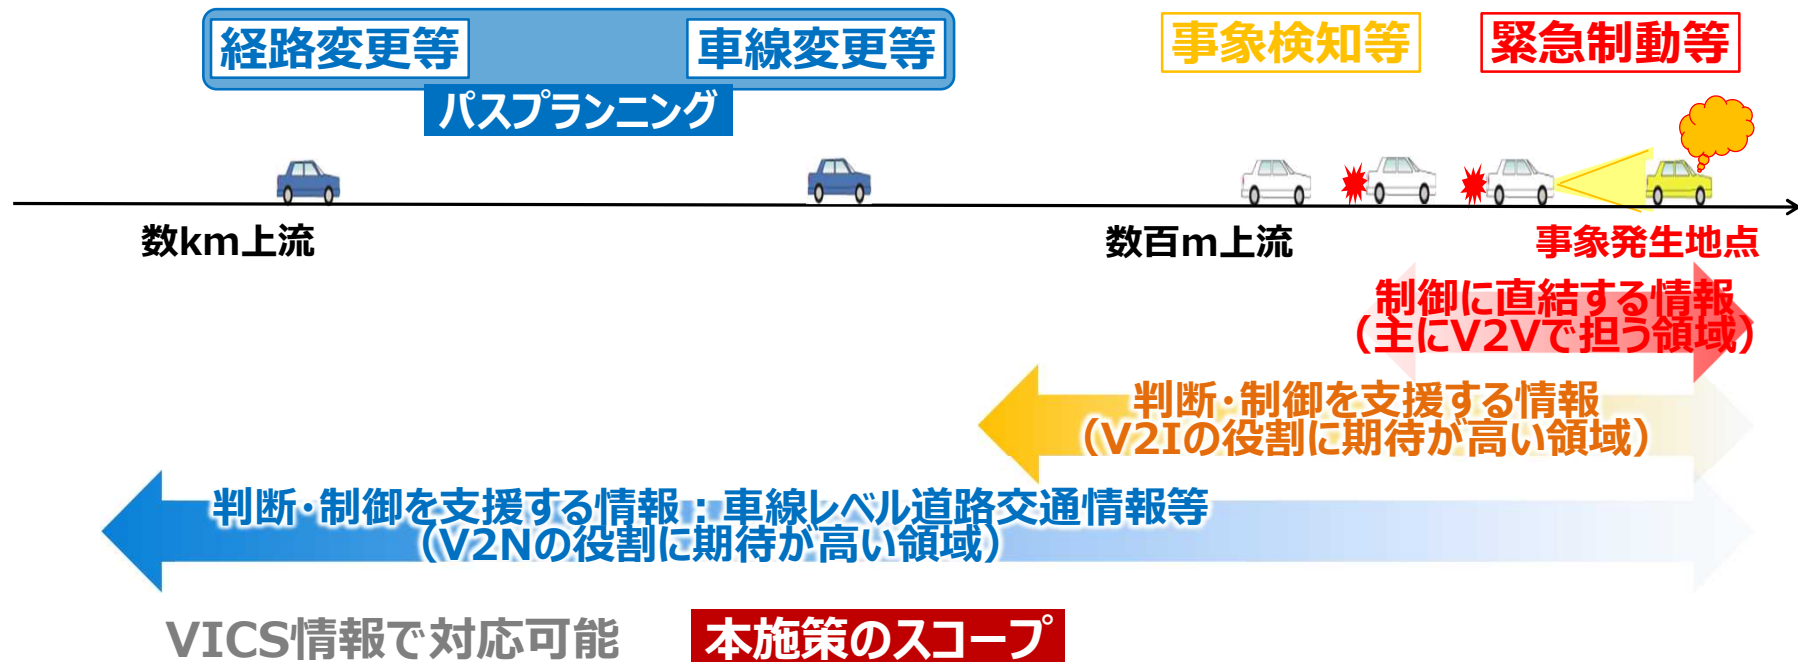 経路変更等
車線変更等
事象検知等
緊急制動等
パスプランニング
数km上流
数百m上流
事象発生地点
制御に直結する情報
（主にV2Vで担う領域）
判断・制御を支援する情報
（V2Iの役割に期待が高い領域）
判断・制御を支援する情報：車線レベル道路交通情報等
（V2Nの役割に期待が高い領域）
VICS情報で対応可能
本施策のスコープ